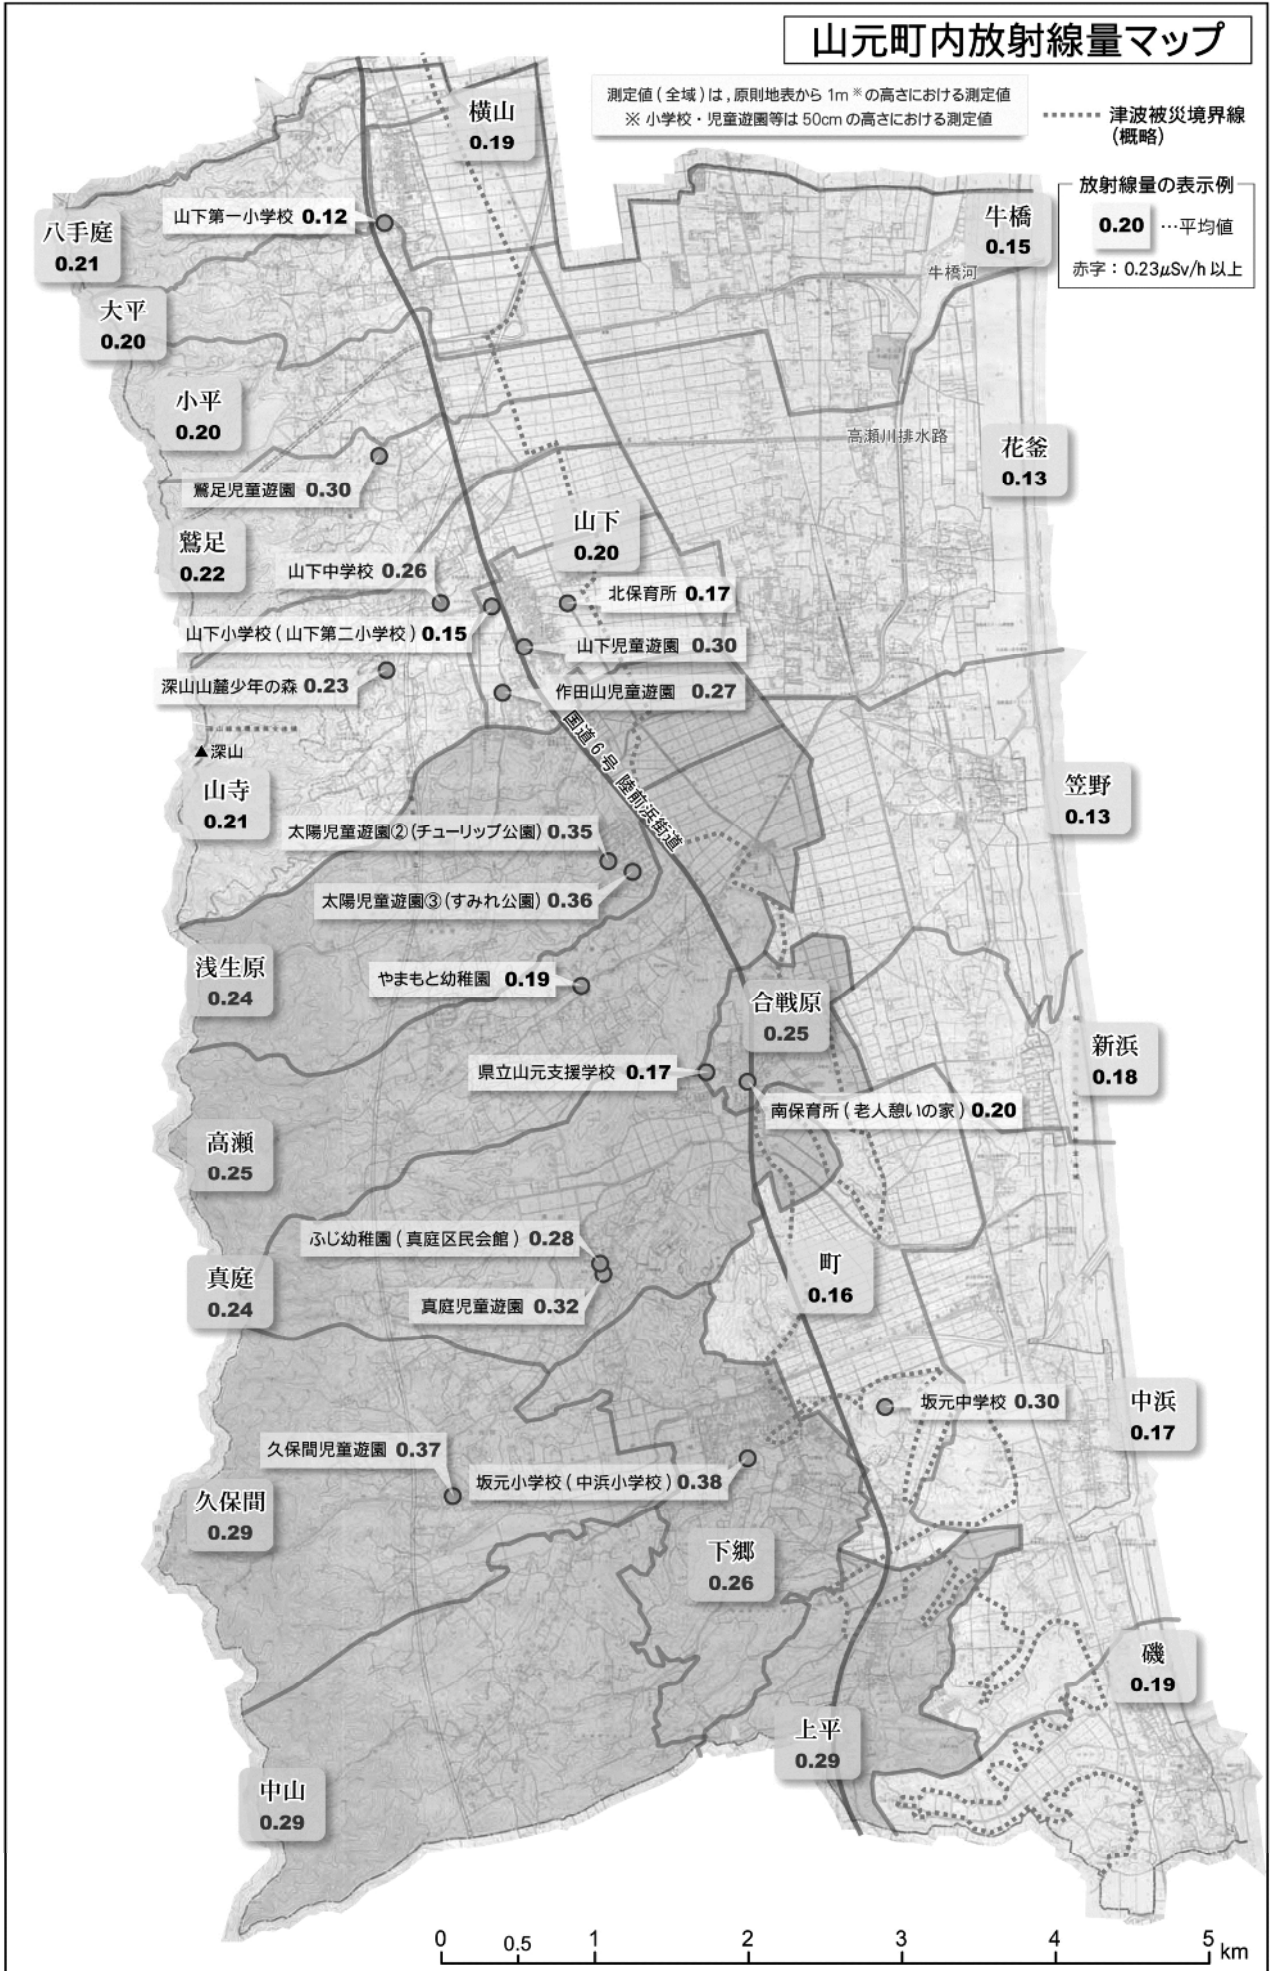 山元町内放射線量マップ
測定値(全域)は,原則地表から1m※の高さにおける測定値
※ 小学校・児童遊園等は50cmの高さにおける測定値
津波被災境界線
(概略)
放射線量の表示例
0.20 …平均値
赤字:0.23μSv/h以上
横山
0.19
山下第一小学校 0.12
八手庭
0.21
牛橋
0.15
牛橋河
大平
0.20
小平
0.20
高瀬川排水路
花釜
0.13
鷲足児童遊園 0.30
鷲足
0.22
山下
0.20
山下中学校 0.26
北保育所 0.17
山下小学校(山下第二小学校)0.15
山下児童遊園 0.30
深山山麓少年の森 0.23
作田山児童遊園 0.27
国道6号 陸前浜街道
▲深山
山寺
0.21
笠野
0.13
太陽児童遊園②(チューリップ公園)0.35
太陽児童遊園③(すみれ公園)0.36
浅生原
0.24
やまもと幼稚園 0.19
合戦原
0.25
新浜
0.18
県立山元支援学校 0.17
南保育所(老人憩いの家)0.20
高瀬
0.25
ふじ幼稚園(真庭区民会館)0.28
真庭
0.24
真庭児童遊園 0.32
町
0.16
坂元中学校 0.30
中浜
0.17
久保間児童遊園 0.37
坂元小学校(中浜小学校)0.38
久保間
0.29
下郷
0.26
磯
0.19
上平
0.29
中山
0.29
0 0.5 1 2 3 4 5 km